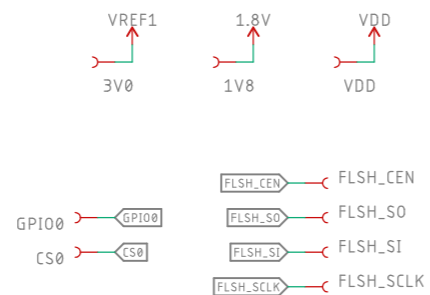 VREF1 1.8V VDD
3V0 1V8 VDD
FLSH_CEN FLSH_CEN
GPIO0 GPIO0 FLSH_SO FLSH_SO
CS0 CS0 FLSH_SI FLSH_SI
FLSH_SCLK FLSH_SCLK